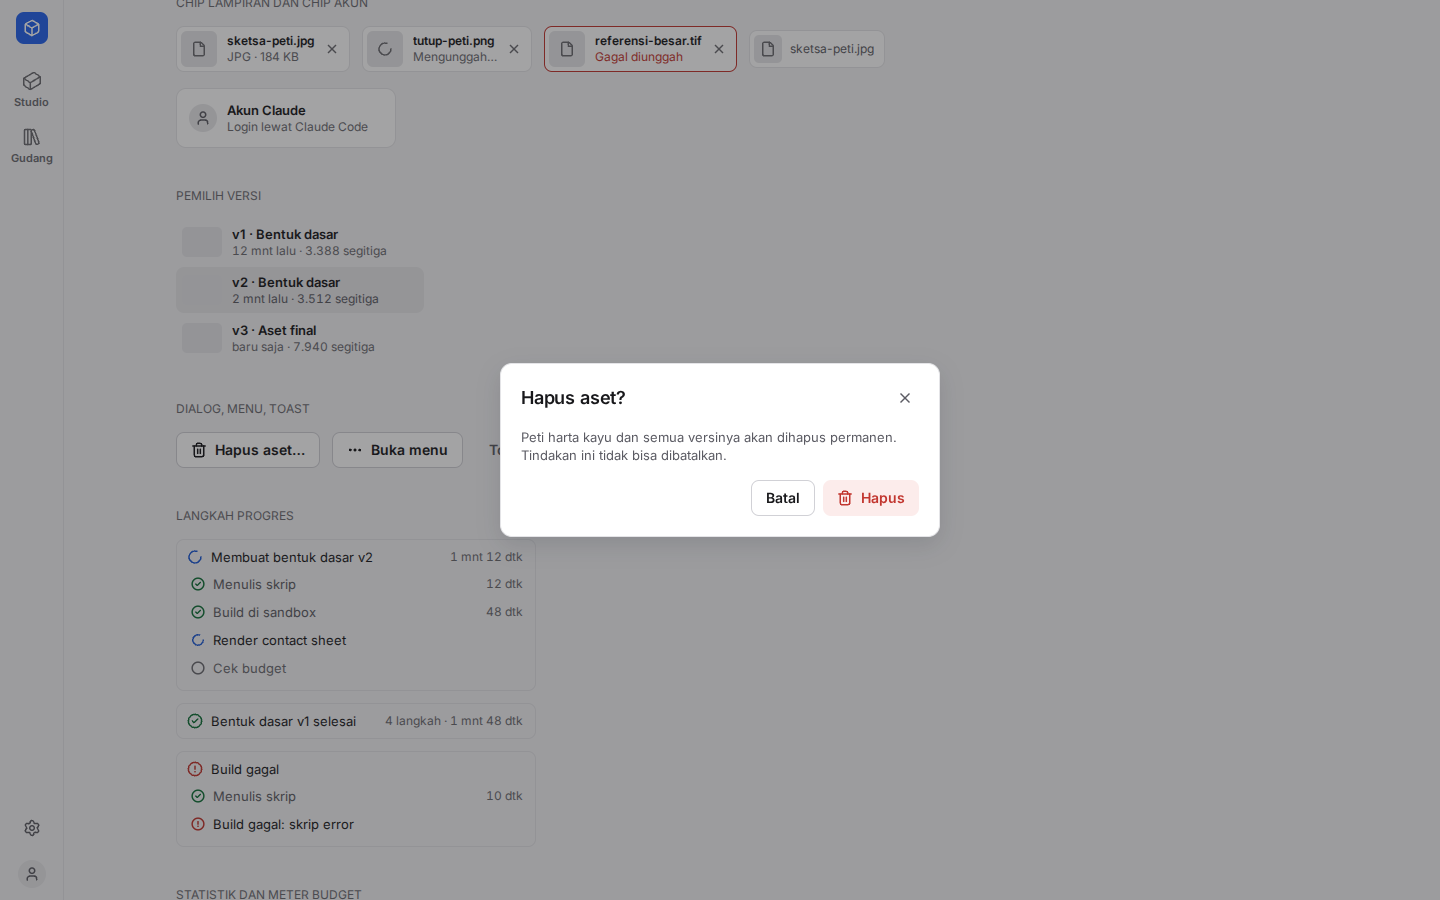 CHIP LAMPIRAN DAN CHIP AKUN
sketsa-peti.jpg
JPG · 184 KB
tutup-peti.png
Mengunggah...
referensi-besar.tif
Gagal diunggah
sketsa-peti.jpg
Studio
Akun Claude
Login lewat Claude Code
Gudang
PEMILIH VERSI
v1 · Bentuk dasar
12 mnt lalu · 3.388 segitiga
v2 · Bentuk dasar
2 mnt lalu · 3.512 segitiga
v3 · Aset final
baru saja · 7.940 segitiga
DIALOG, MENU, TOAST
Hapus aset...
Buka menu
Hapus aset?
Peti harta kayu dan semua versinya akan dihapus permanen.
Tindakan ini tidak bisa dibatalkan.
Batal
Hapus
LANGKAH PROGRES
Membuat bentuk dasar v2 1 mnt 12 dtk
Menulis skrip 12 dtk
Build di sandbox 48 dtk
Render contact sheet
Cek budget
Bentuk dasar v1 selesai 4 langkah · 1 mnt 48 dtk
Build gagal
Menulis skrip 10 dtk
Build gagal: skrip error
STATISTIK DAN METER BUDGET